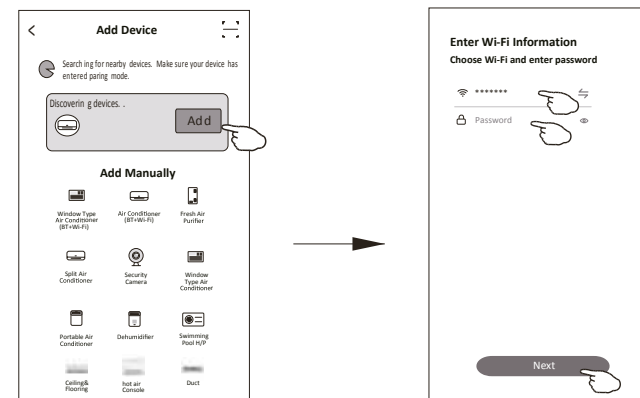 Add Device
Search ing for nearby devices. Make sure your device has
entered paring mode.
Discoverin g devices. .
Add
Add Manually
Window Type
Air Conditioner
(BT+Wi-Fi)
Air Conditioner
(BT+Wi-Fi)
Fresh Air
Purifier
Split Air
Conditioner
Security
Camera
Window
Type Air
Conditioner
Portable Air
Conditioner
Dehumidifier
Swimming
Pool H/P
Ceiling&
Flooring
hot air
Console
Duct
Enter Wi-Fi Information
Choose Wi-Fi and enter password
*******
Password
Next